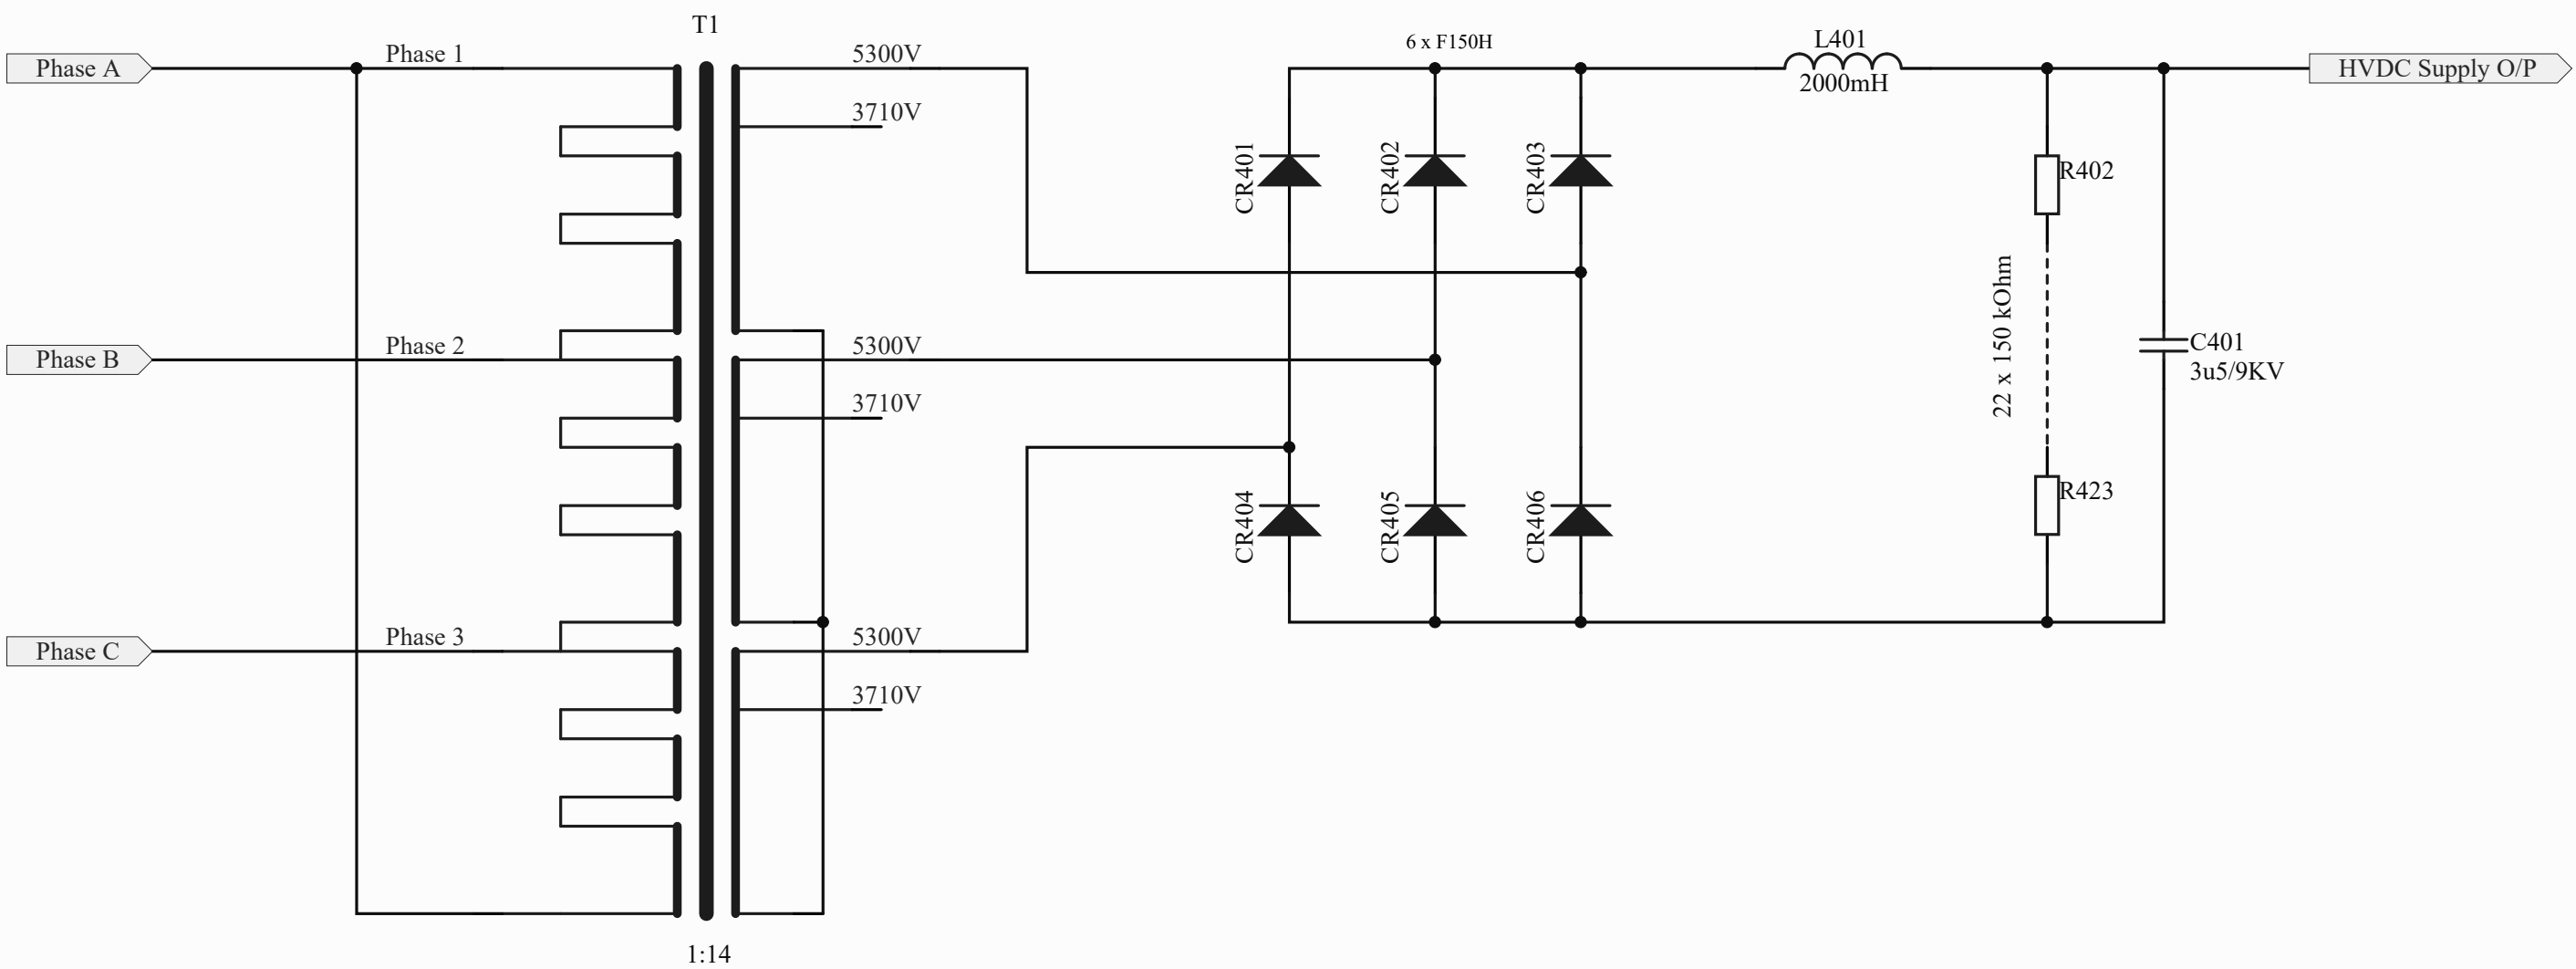 T1
Phase A
Phase 1
5300V
3710V
6 x F150H
L401
2000mH
HVDC Supply O/P
CR401
CR402
CR403
R402
22 x 150 kOhm
Phase B
Phase 2
5300V
3710V
C401
3u5/9KV
CR404
CR405
CR406
R423
Phase C
Phase 3
5300V
3710V
1:14